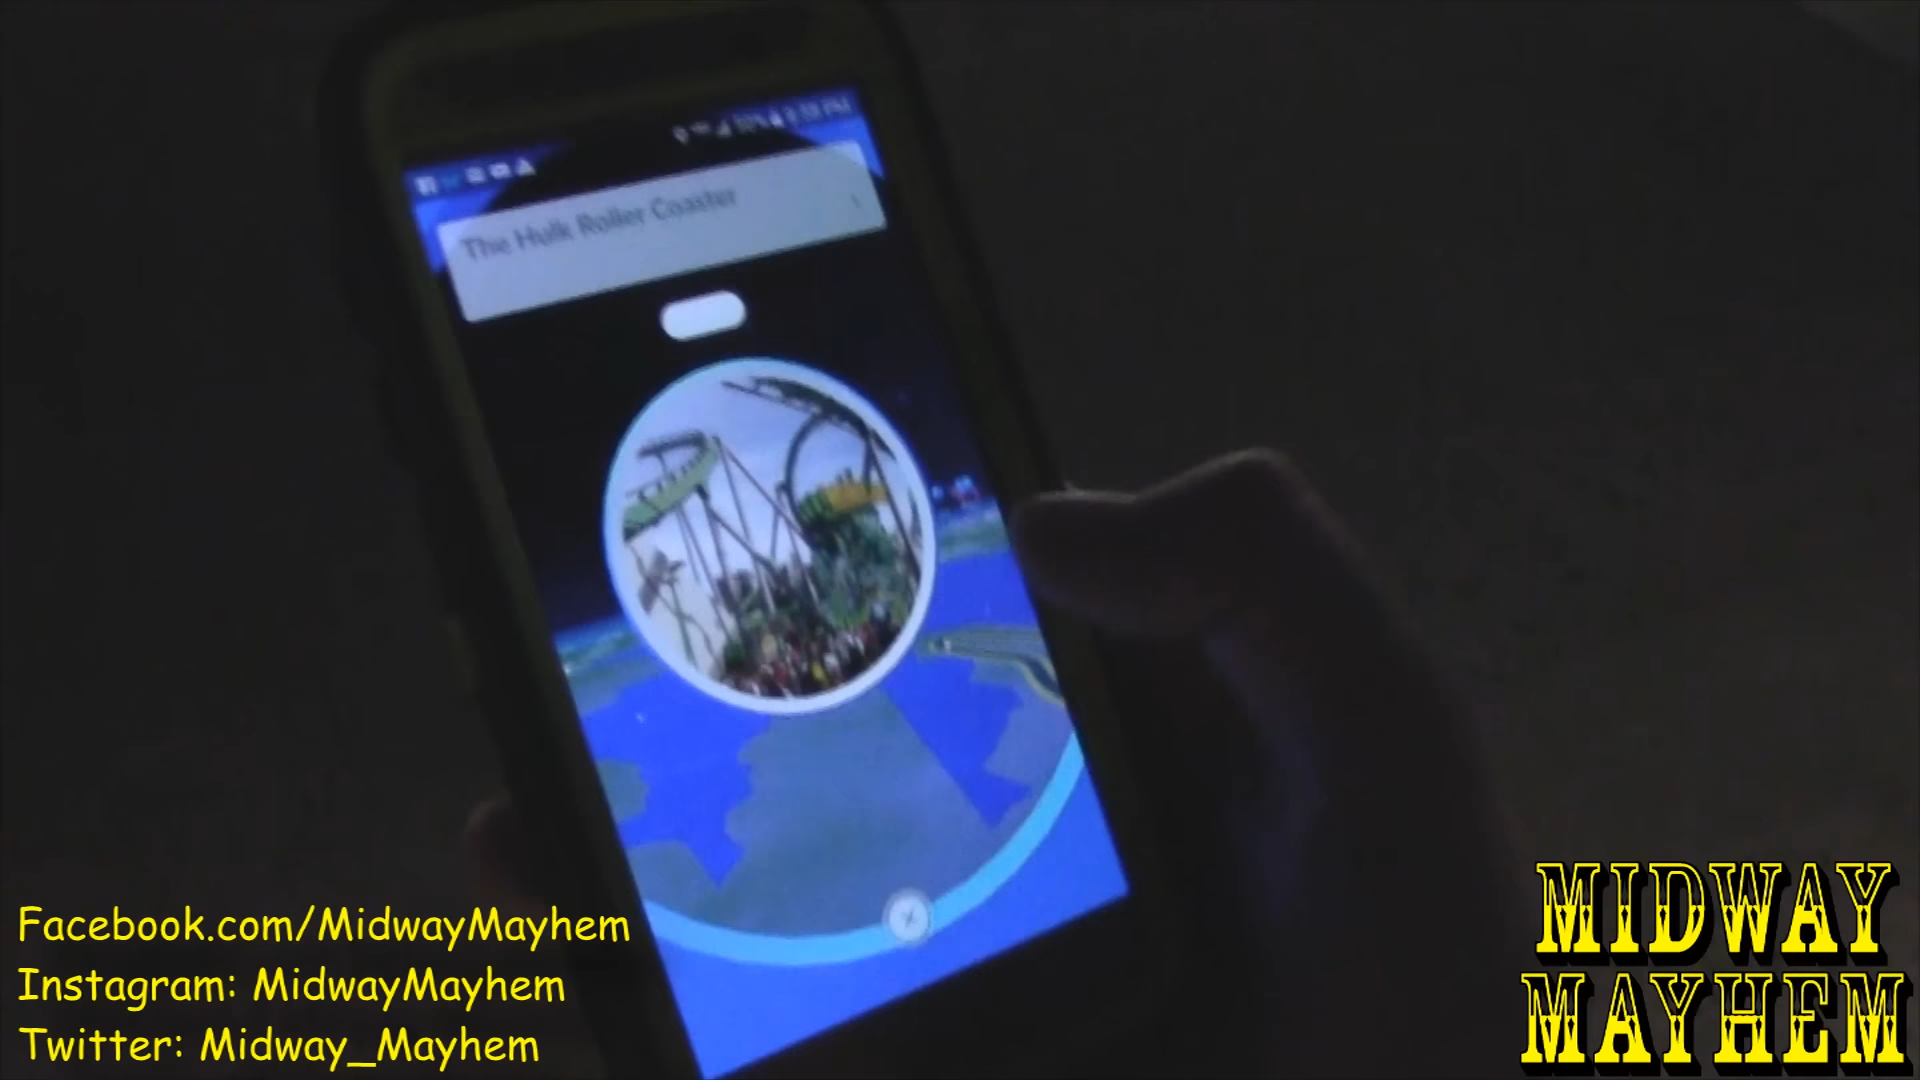 The Hulk Roller Coaster
Facebook.com/MidwayMayhem
Instagram: MidwayMayhem
Twitter: Midway_Mayhem
MIDWAY
MAYHEM